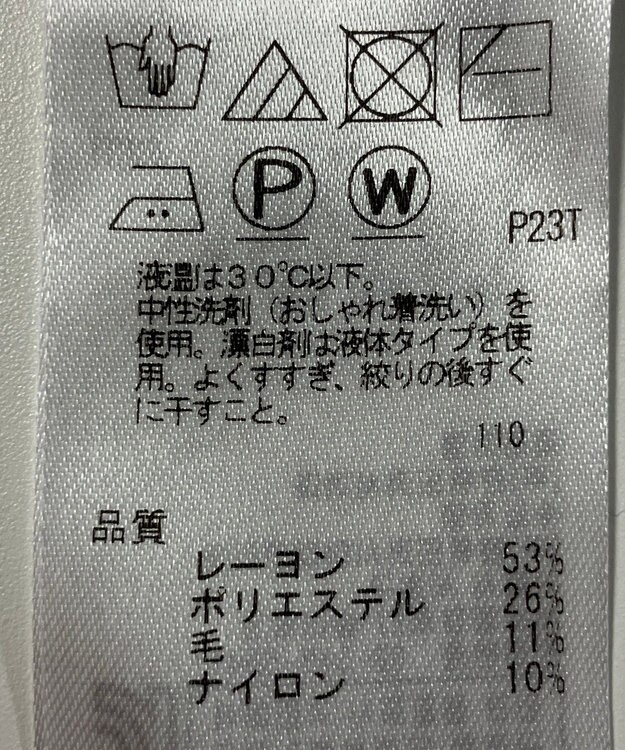 P W
P23T
液温は30℃以下。
中性洗剤（おしゃれ着洗い）を
使用。漂白剤は液体タイプを使
用。よくすすぎ、絞りの後すぐ
に干すこと。
110
品質
レーヨン 53%
ポリエステル 26%
毛 11%
ナイロン 10%